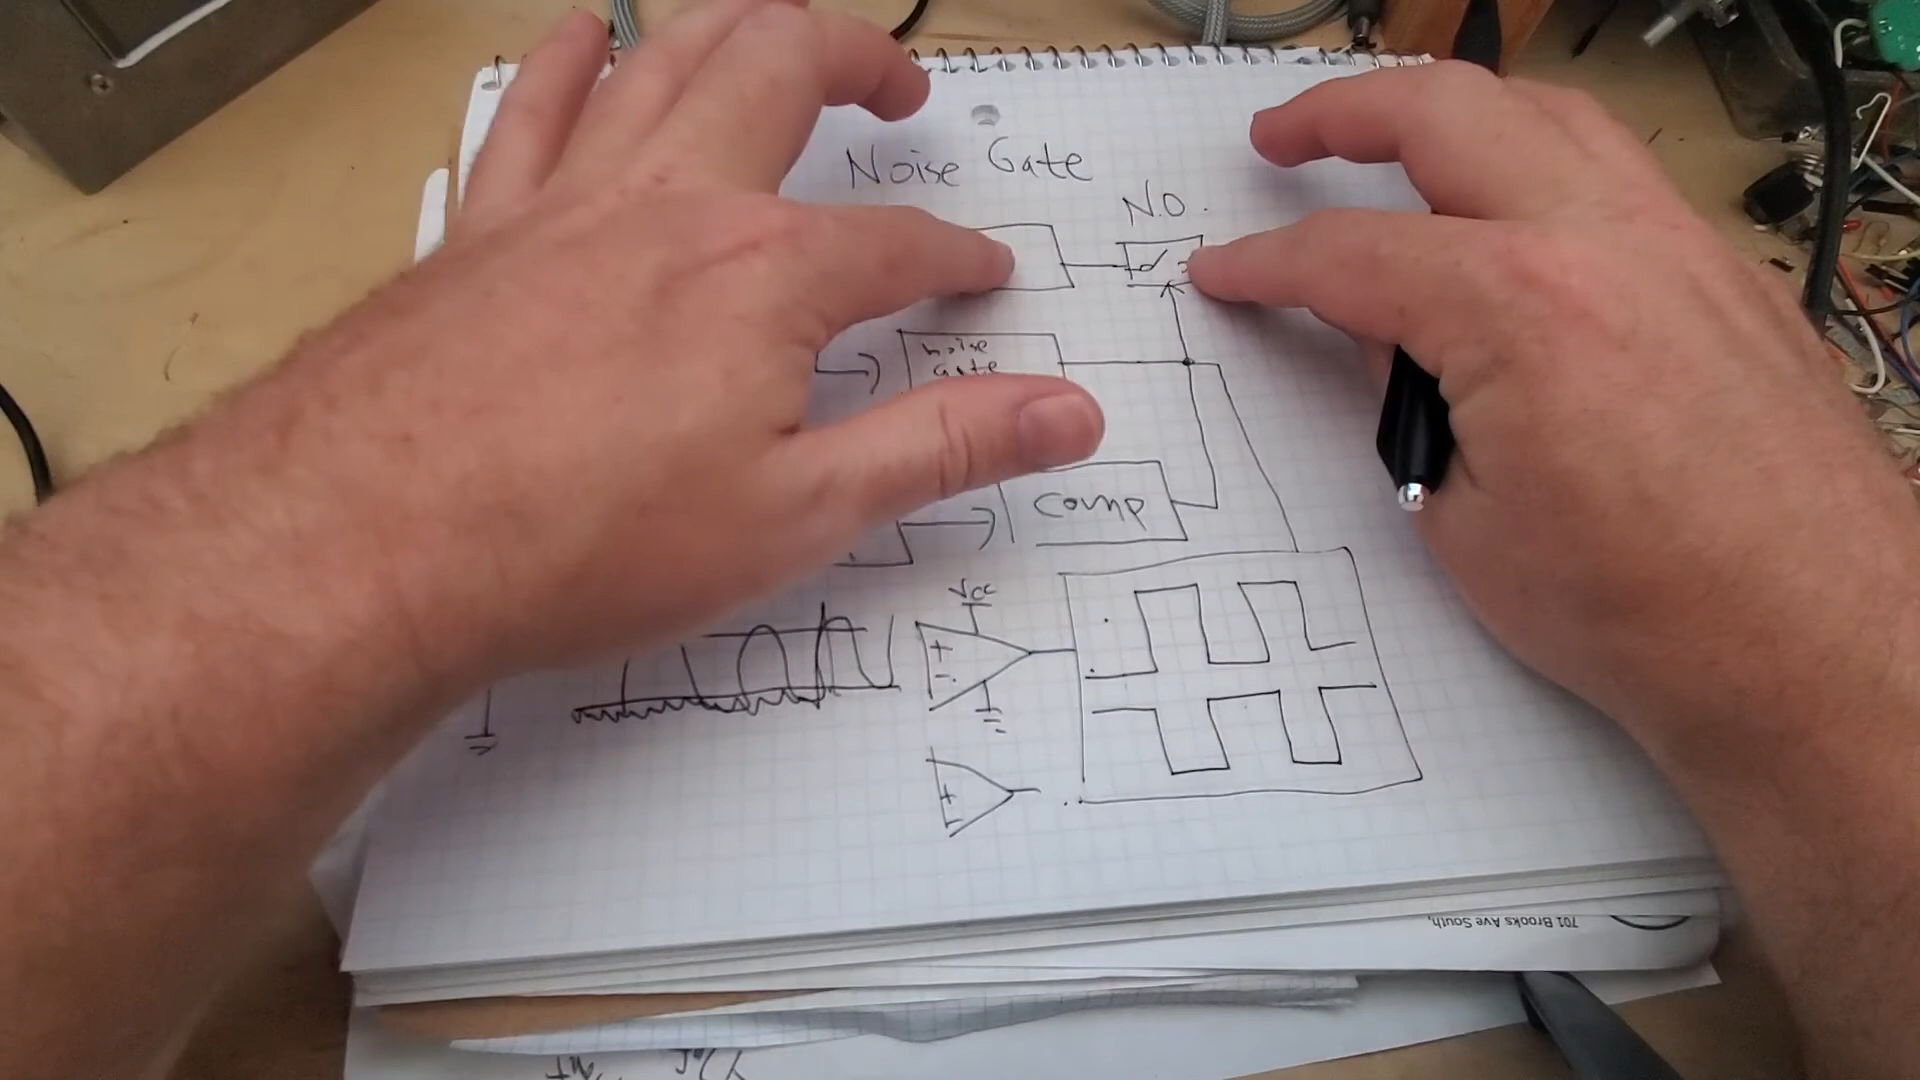 Noise Gate
N.O.
noise
Gate
Comp
Vcc
+
-
+
-
701 Brooks Ave South,